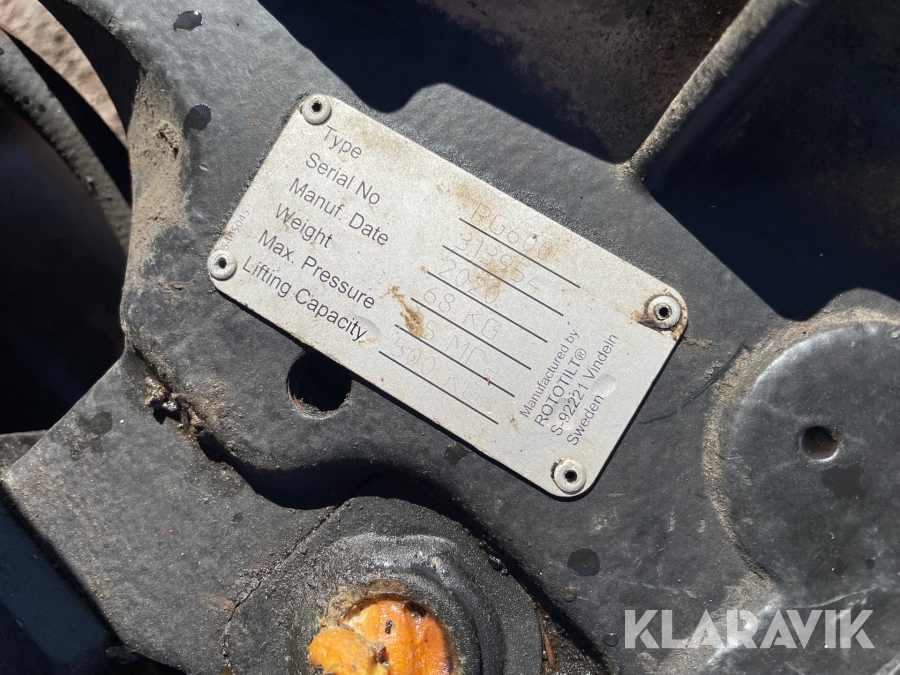 Type
Serial No
Manuf. Date 2020
Weight 68 KG
Max. Pressure
Lifting Capacity
Manufactured by
ROTOTILT®
S-92221 Vindeln
Sweden
KLARAVIK